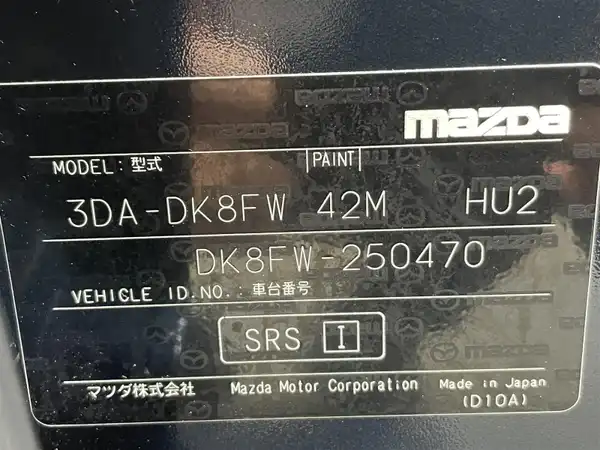 mazda
MODEL:型式 PAINT
3DA-DK8FW 42M HU2
DK8FW-250470
VEHICLE ID.NO.:車台番号
SRS I
マツダ株式会社 Mazda Motor Corporation Made in Japan
(D10A)